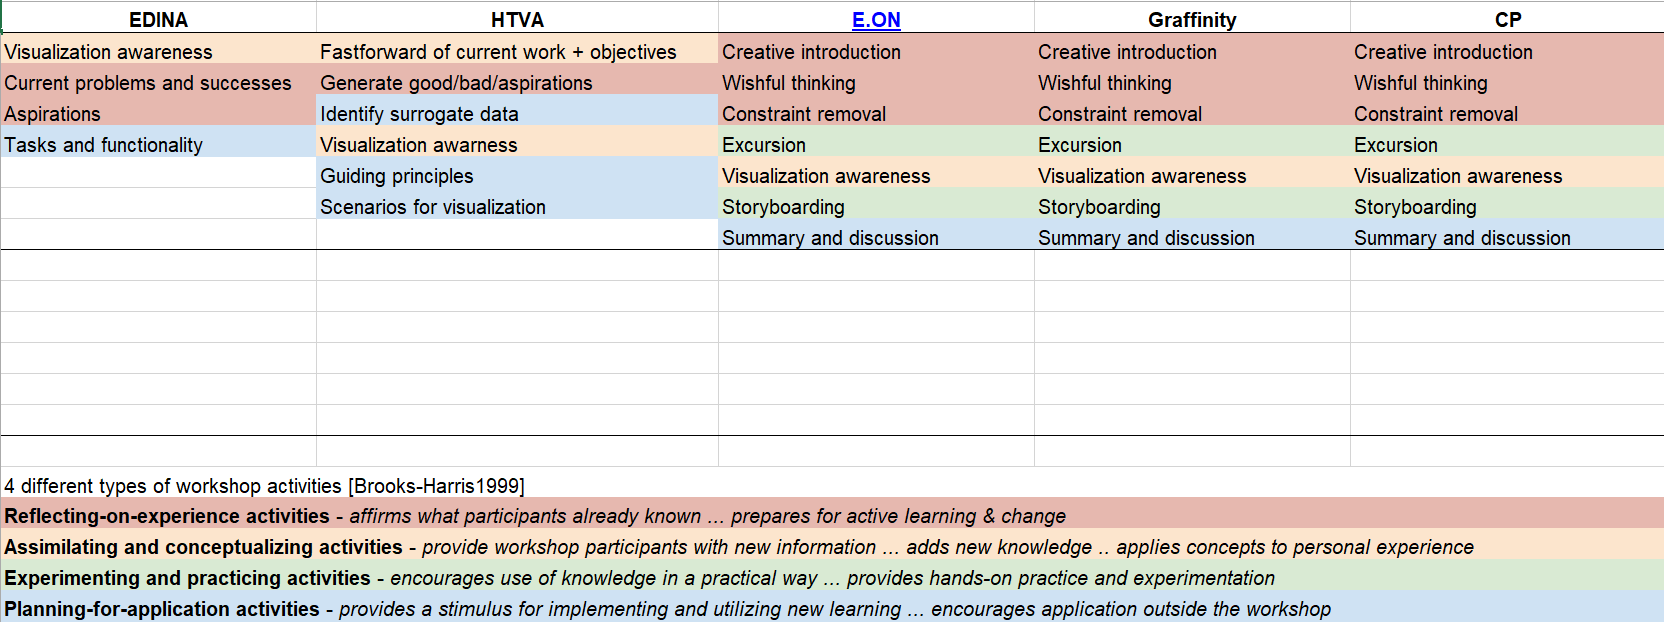 EDINA HTVA E.ON Graffinity CP
Visualization awareness Fastforward of current work + objectives Creative introduction Creative introduction Creative introduction
Current problems and successes Generate good/bad/aspirations Wishful thinking Wishful thinking Wishful thinking
Aspirations Identify surrogate data Constraint removal Constraint removal Constraint removal
Tasks and functionality Visualization awarness Excursion Excursion Excursion
Guiding principles Visualization awareness Visualization awareness Visualization awareness
Scenarios for visualization Storyboarding Storyboarding Storyboarding
Summary and discussion Summary and discussion Summary and discussion
4 different types of workshop activities [Brooks-Harris1999]
Reflecting-on-experience activities - affirms what participants already known ... prepares for active learning & change
Assimilating and conceptualizing activities - provide workshop participants with new information ... adds new knowledge .. applies concepts to personal experience
Experimenting and practicing activities - encourages use of knowledge in a practical way ... provides hands-on practice and experimentation
Planning-for-application activities - provides a stimulus for implementing and utilizing new learning ... encourages application outside the workshop